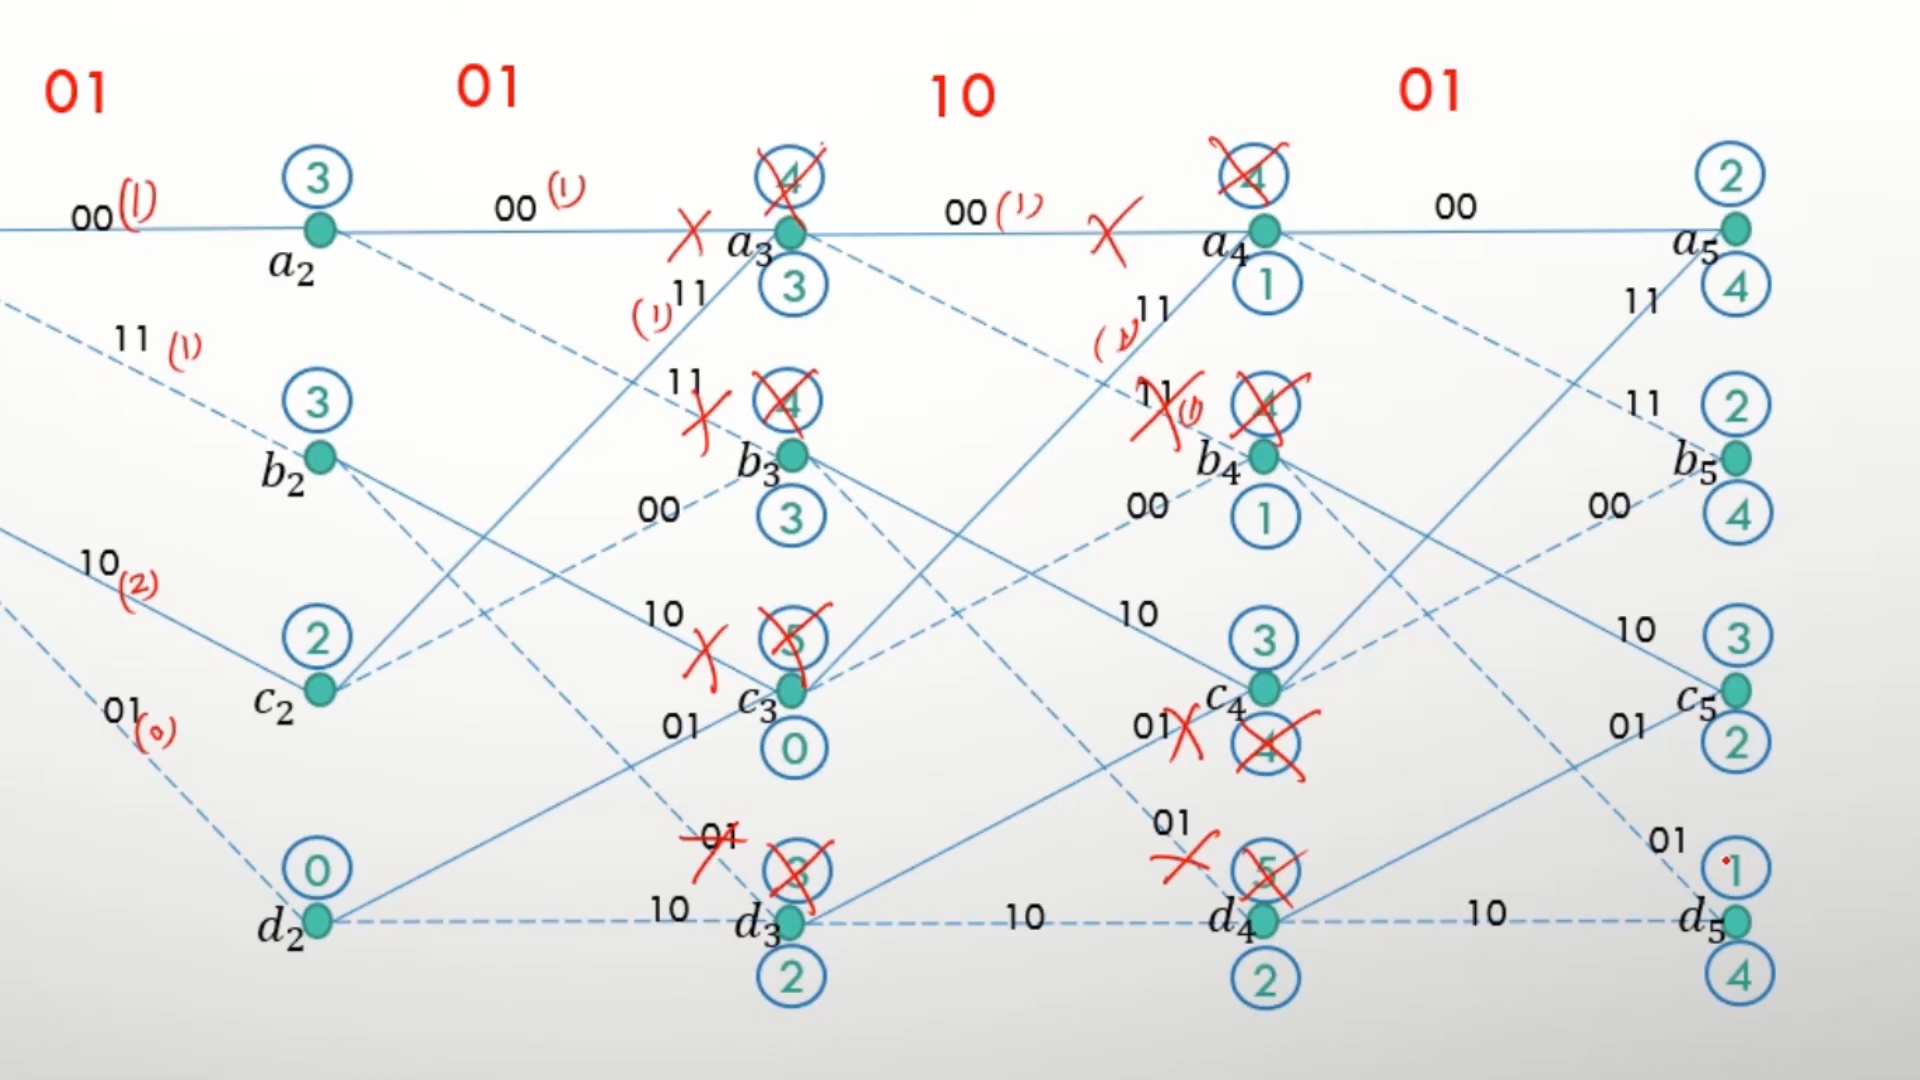 01 01 10 01
3 4 4 2
00 (1) 00 (1) 00 (1) 00
a2 a3 a4 a5
3 1 4
11 11 11
(1)
11 (1) 11 11 (1) 11
3 4 4 2
b2 b3 b4 b5
00 00 00
3 1 4
10 (2) 10 10 10
2 5 3 3
c2 c3 c4 c5
01 (0) 01 01 01
0 4 2
01 01 01
0 3 5 1
10 10 10
d2 d3 d4 d5
2 2 4